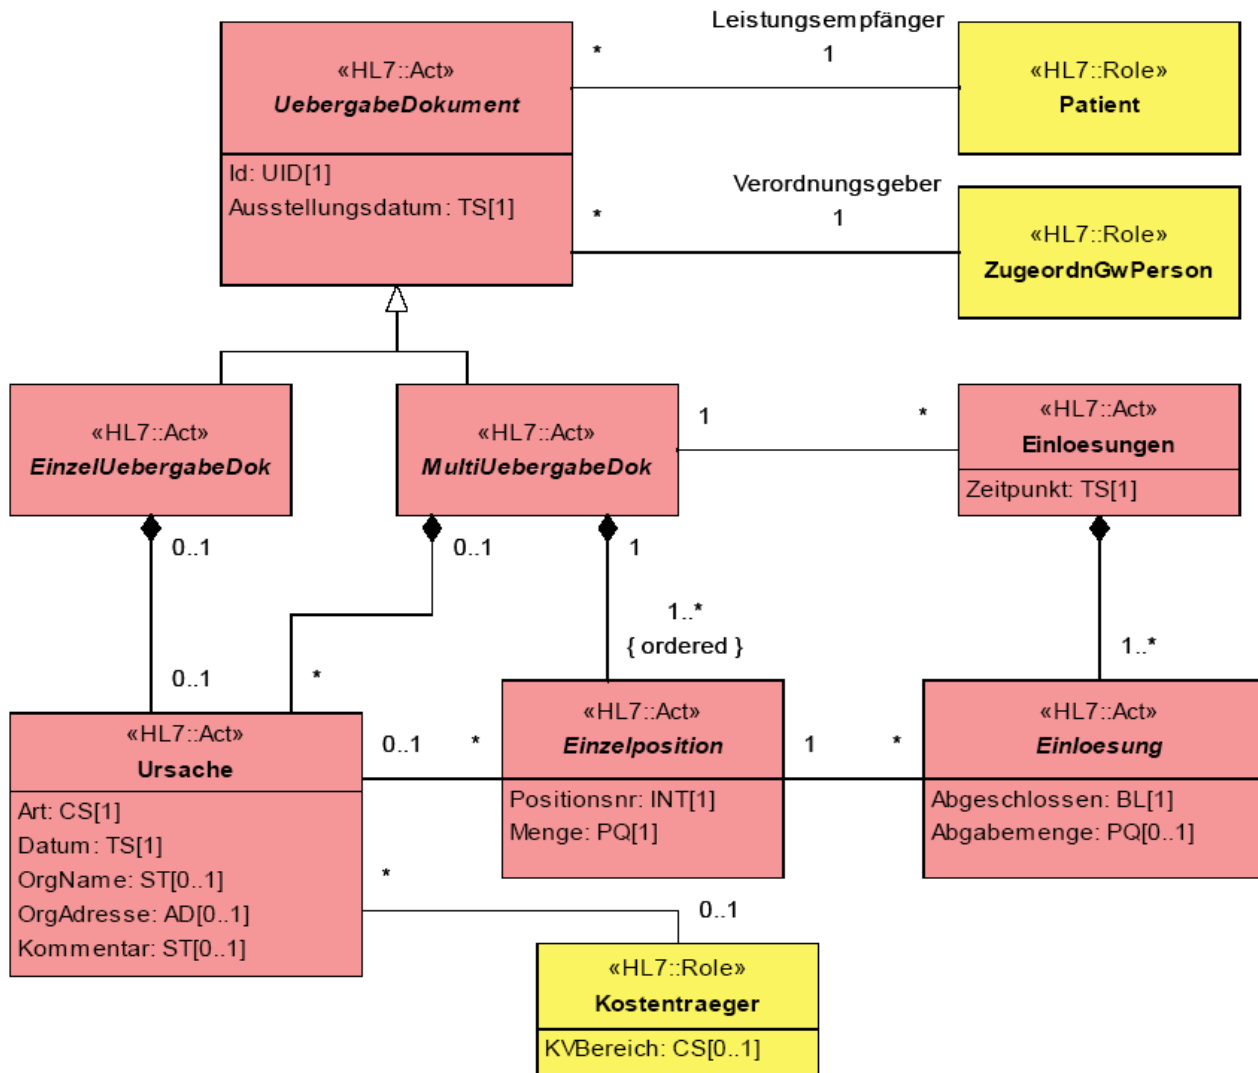 Leistungsempfänger
* 1
«HL7::Act»
UebergabeDokument
Id: UID[1]
Ausstellungsdatum: TS[1]
«HL7::Role»
Patient
Verordnungsgeber
* 1
«HL7::Role»
ZugeordnGwPerson
«HL7::Act»
EinzelUebergabeDok
«HL7::Act»
MultiUebergabeDok
1 *
«HL7::Act»
Einloesungen
Zeitpunkt: TS[1]
0..1
0..1
1
1..*
{ ordered }
1..*
0..1
*
«HL7::Act»
Ursache
Art: CS[1]
Datum: TS[1]
OrgName: ST[0..1]
OrgAdresse: AD[0..1]
Kommentar: ST[0..1]
0..1 *
«HL7::Act»
Einzelposition
Positionsnr: INT[1]
Menge: PQ[1]
1 *
«HL7::Act»
Einloesung
Abgeschlossen: BL[1]
Abgabemenge: PQ[0..1]
*
0..1
«HL7::Role»
Kostentraeger
KVBereich: CS[0..1]